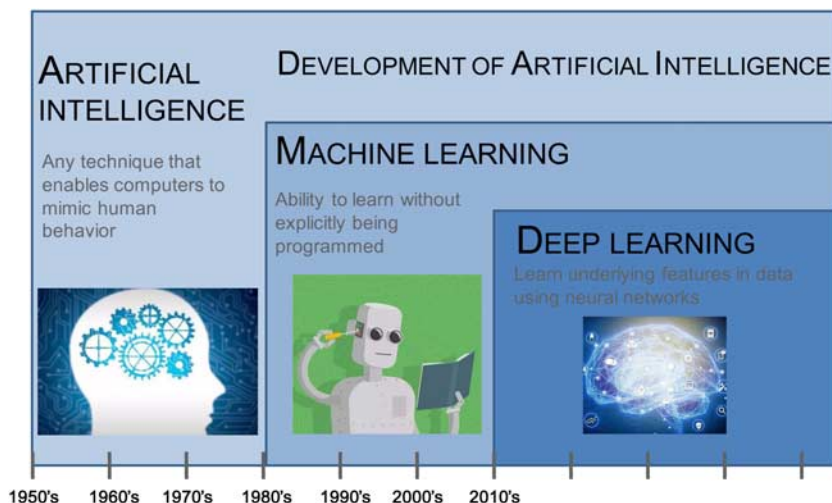 ARTIFICIAL
INTELLIGENCE
Any technique that
enables computers to
mimic human
behavior
DEVELOPMENT OF ARTIFICIAL INTELLIGENCE
MACHINE LEARNING
Ability to learn without
explicitly being
programmed
DEEP LEARNING
Learn underlying features in data
using neural networks
1950's 1960's 1970's 1980's 1990's 2000's 2010's